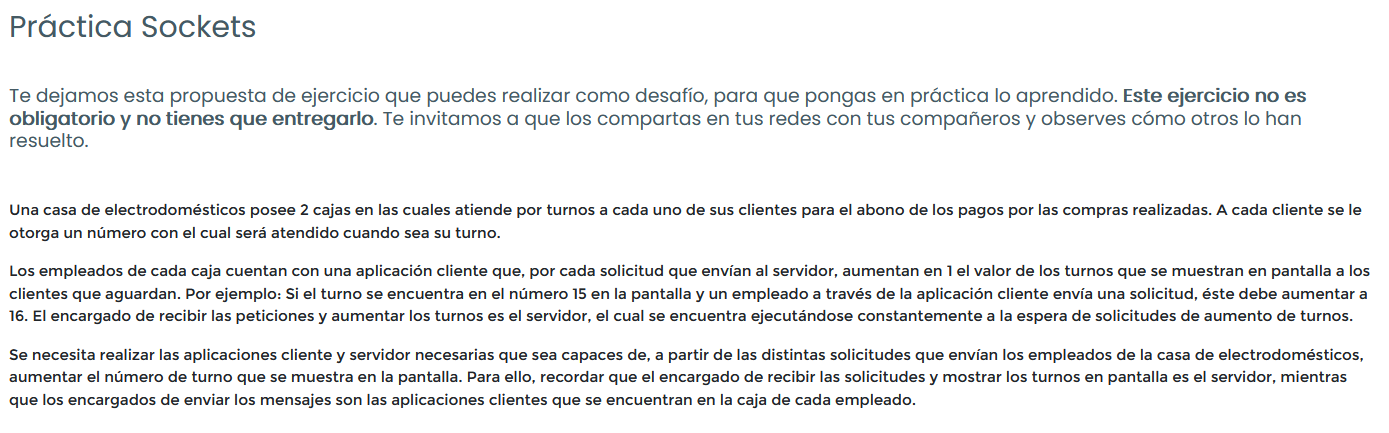 Práctica Sockets
Te dejamos esta propuesta de ejercicio que puedes realizar como desafío, para que pongas en práctica lo aprendido. Este ejercicio no es
obligatorio y no tienes que entregarlo. Te invitamos a que los compartas en tus redes con tus compañeros y observes cómo otros lo han
resuelto.
Una casa de electrodomésticos posee 2 cajas en las cuales atiende por turnos a cada uno de sus clientes para el abono de los pagos por las compras realizadas. A cada cliente se le
otorga un número con el cual será atendido cuando sea su turno.
Los empleados de cada caja cuentan con una aplicación cliente que, por cada solicitud que envían al servidor, aumentan en 1 el valor de los turnos que se muestran en pantalla a los
clientes que aguardan. Por ejemplo: Si el turno se encuentra en el número 15 en la pantalla y un empleado a través de la aplicación cliente envía una solicitud, éste debe aumentar a
16. El encargado de recibir las peticiones y aumentar los turnos es el servidor, el cual se encuentra ejecutándose constantemente a la espera de solicitudes de aumento de turnos.
Se necesita realizar las aplicaciones cliente y servidor necesarias que sea capaces de, a partir de las distintas solicitudes que envían los empleados de la casa de electrodomésticos,
aumentar el número de turno que se muestra en la pantalla. Para ello, recordar que el encargado de recibir las solicitudes y mostrar los turnos en pantalla es el servidor, mientras
que los encargados de enviar los mensajes son las aplicaciones clientes que se encuentran en la caja de cada empleado.